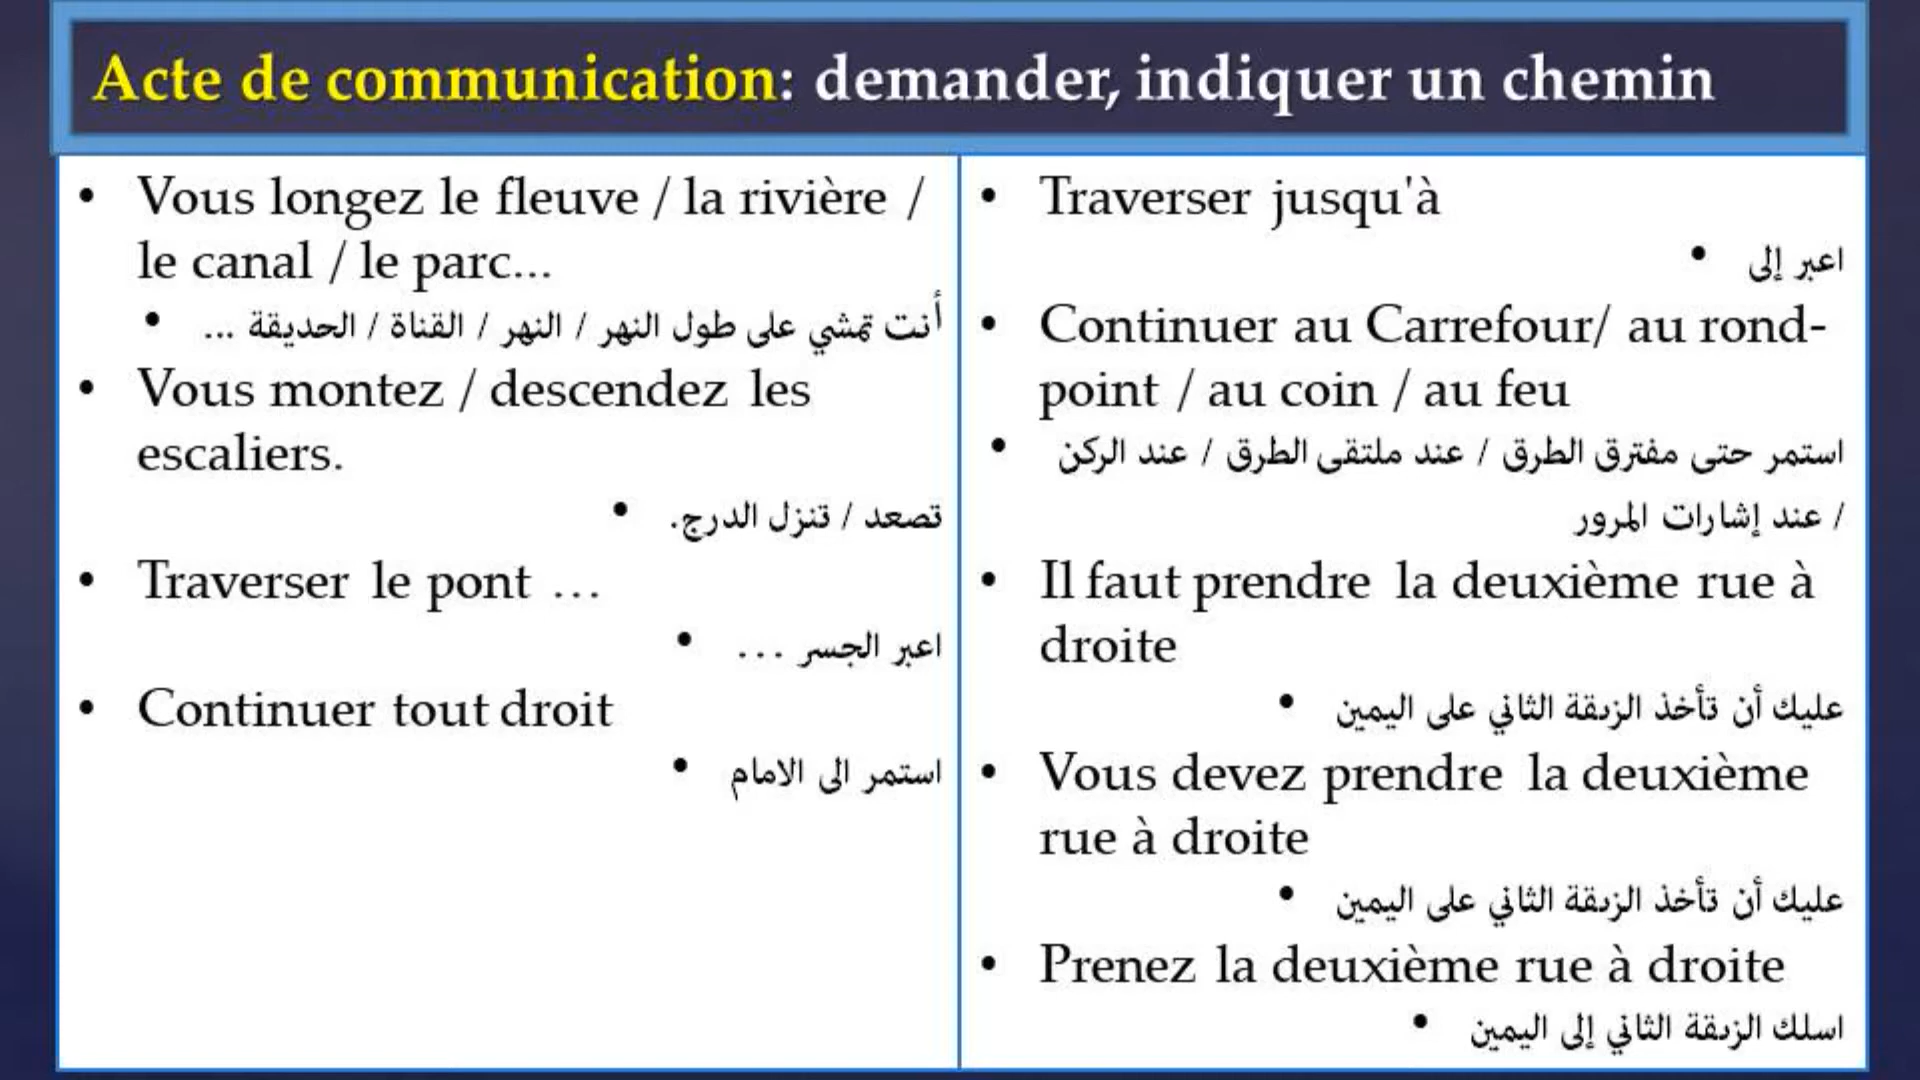 Acte de communication: demander, indiquer un chemin
• Vous longez le fleuve / la rivière /
le canal / le parc...
• أنت تمشي على طول النهر / النهر / القناة / الحديقة ...
• Vous montez / descendez les
escaliers.
• تصعد / تنزل الدرج.
• Traverser le pont …
• اعبر الجسر …
• Continuer tout droit
• استمر الى الامام
• Traverser jusqu'à
• اعبر إلى
• Continuer au Carrefour/ au rond-
point / au coin / au feu
• استمر حتى مفترق الطرق / عند ملتقى الطرق / عند الركن
/ عند إشارات المرور
• Il faut prendre la deuxième rue à
droite
• عليك أن تأخذ الزنقة الثاني على اليمين
• Vous devez prendre la deuxième
rue à droite
• عليك أن تأخذ الزنقة الثاني على اليمين
• Prenez la deuxième rue à droite
• اسلك الزنقة الثاني إلى اليمين